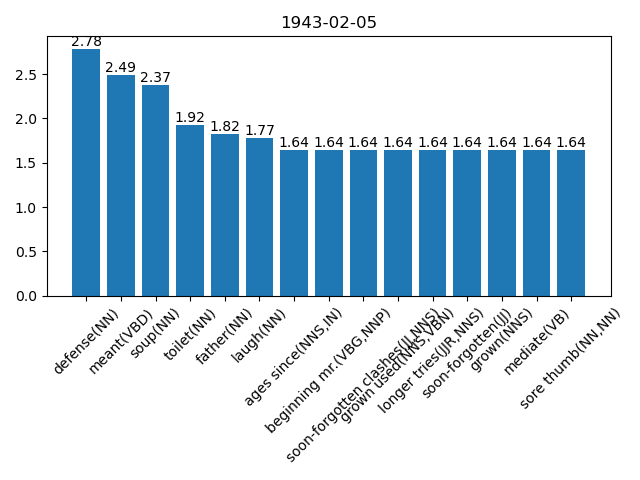 1943-02-05
2.78
2.49
2.37
1.92
1.82
1.77
1.64
1.64
1.64
1.64
1.64
1.64
1.64
1.64
1.64
2.5
2.0
1.5
1.0
0.5
0.0
defense(NN)
meant(VBD)
soup(NN)
toilet(NN)
father(NN)
laugh(NN)
ages since(NNS,IN)
beginning mr.(VBG,NNP)
soon-forgotten clashes(JJ,NNS)
grown used(NNS,VBN)
longer tries(JJR,NNS)
soon-forgotten(JJ)
grown(NNS)
mediate(VB)
sore thumb(NN,NN)